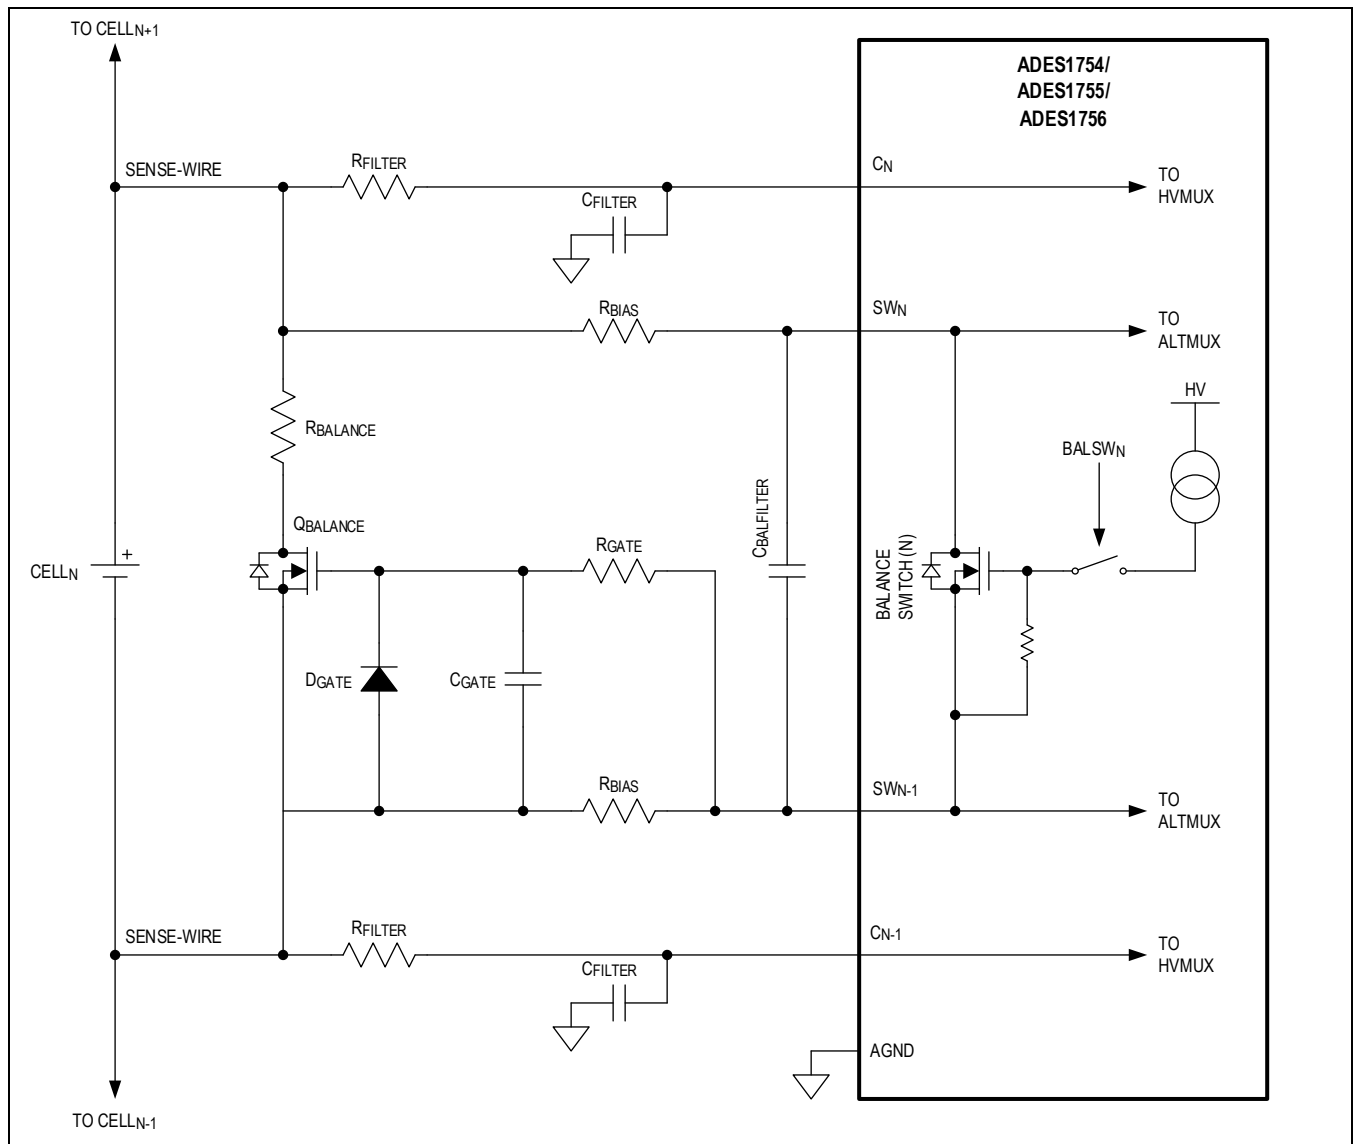 TO CELLN+1
ADES1754/
ADES1755/
ADES1756
SENSE-WIRE
RFILTER
CN
TO
HVMUX
CFILTER
RBIAS
SWN
TO
ALTMUX
HV
RBALANCE
BALSWN
QBALANCE
RGATE
CBALFILTER
BALANCE
SWITCH (N)
CELLN
+
DGATE
CGATE
RBIAS
SWN-1
TO
ALTMUX
SENSE-WIRE
RFILTER
CN-1
TO
HVMUX
CFILTER
AGND
TO CELLN-1